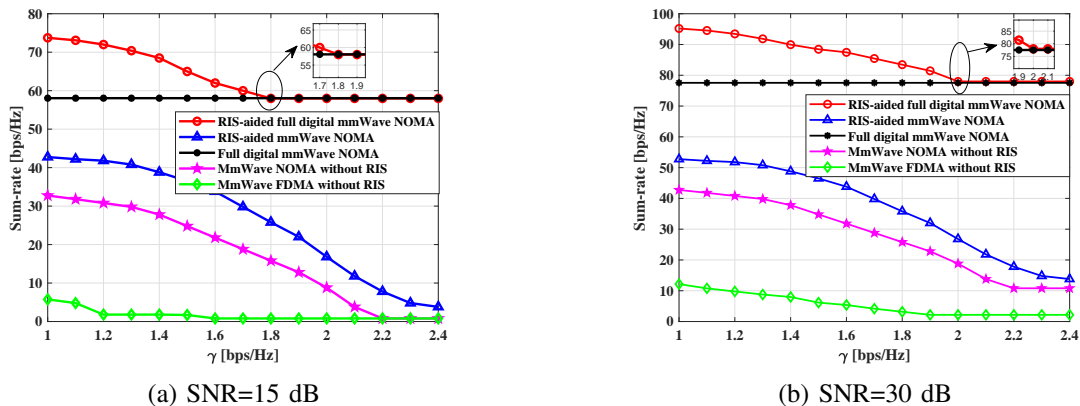 100
90
80
70
60
50
40
30
20
10
0
Sum-rate [bps/Hz]
65
60
55
1.7 1.8 1.9
RIS-aided full digital mmWave NOMA
RIS-aided mmWave NOMA
Full digital mmWave NOMA
MmWave NOMA without RIS
MmWave FDMA without RIS
1 1.2 1.4 1.6 1.8 2 2.2 2.4
γ [bps/Hz]
(a) SNR=15 dB
80
70
60
50
40
30
20
10
0
Sum-rate [bps/Hz]
85
80
75
1.9 2 2.1
RIS-aided full digital mmWave NOMA
RIS-aided mmWave NOMA
Full digital mmWave NOMA
MmWave NOMA without RIS
MmWave FDMA without RIS
1 1.2 1.4 1.6 1.8 2 2.2 2.4
γ [bps/Hz]
(b) SNR=30 dB